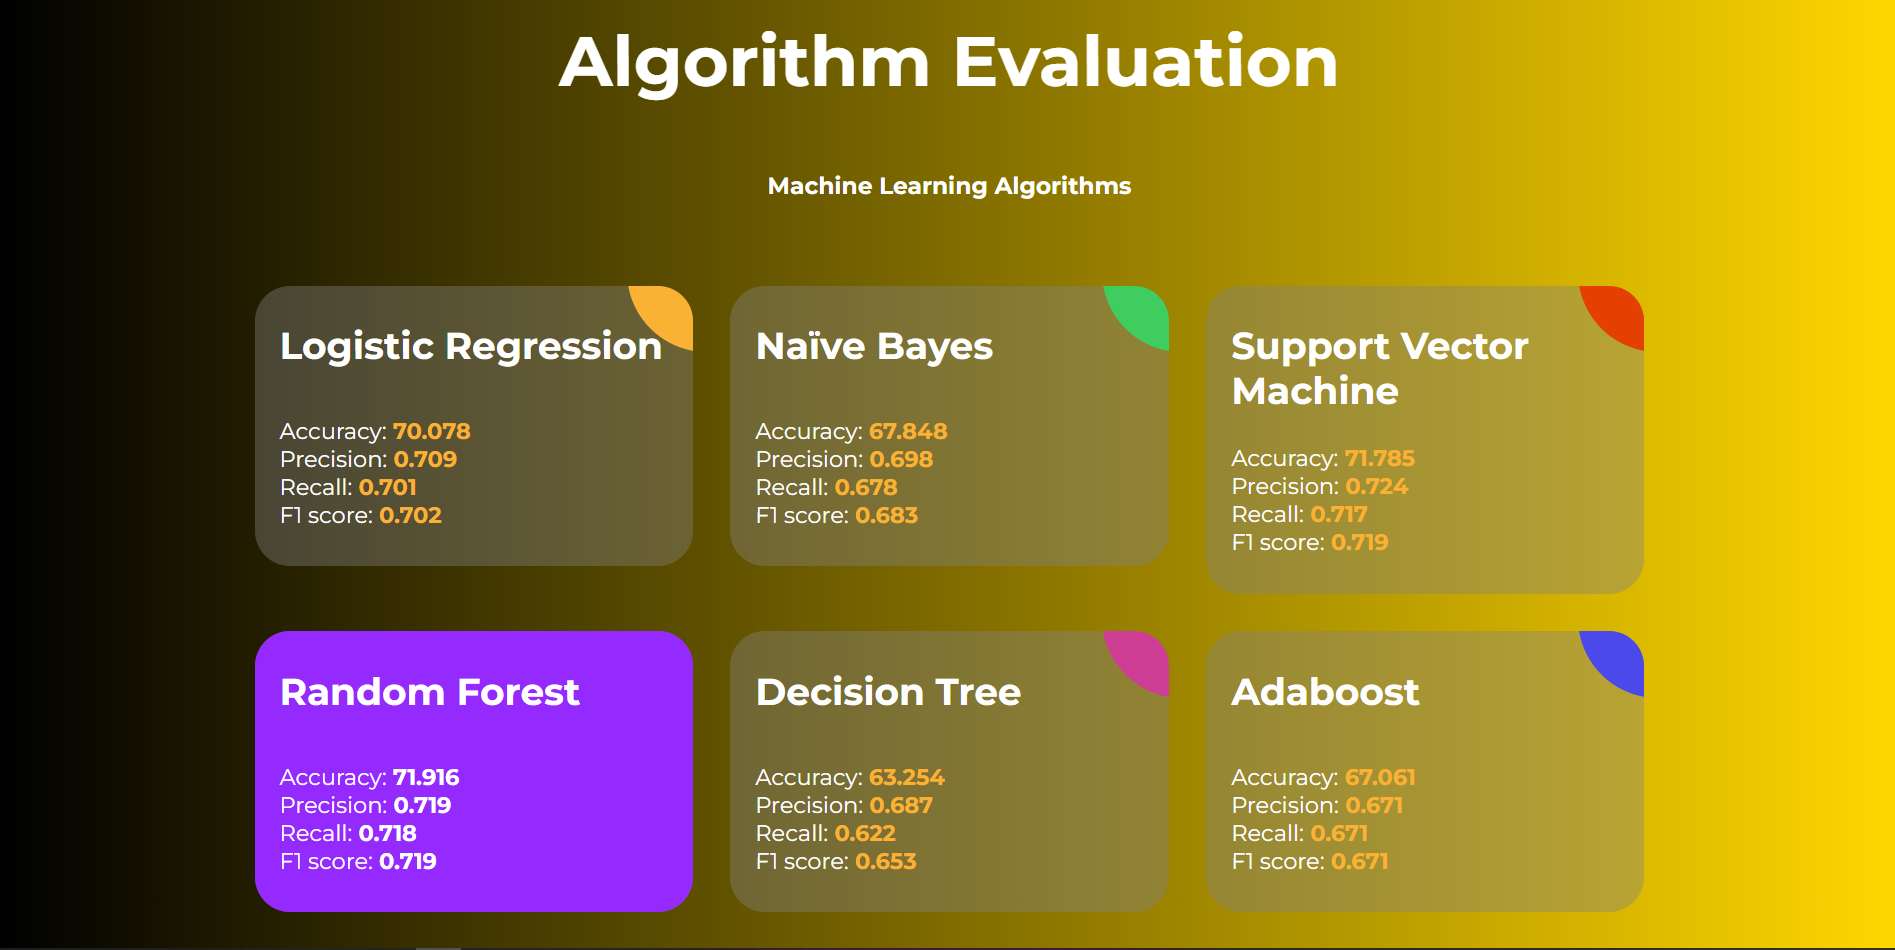 Algorithm Evaluation
Machine Learning Algorithms
Logistic Regression
Accuracy: 70.078
Precision: 0.709
Recall: 0.701
F1 score: 0.702
Naïve Bayes
Accuracy: 67.848
Precision: 0.698
Recall: 0.678
F1 score: 0.683
Support Vector
Machine
Accuracy: 71.785
Precision: 0.724
Recall: 0.717
F1 score: 0.719
Random Forest
Accuracy: 71.916
Precision: 0.719
Recall: 0.718
F1 score: 0.719
Decision Tree
Accuracy: 63.254
Precision: 0.687
Recall: 0.622
F1 score: 0.653
Adaboost
Accuracy: 67.061
Precision: 0.671
Recall: 0.671
F1 score: 0.671